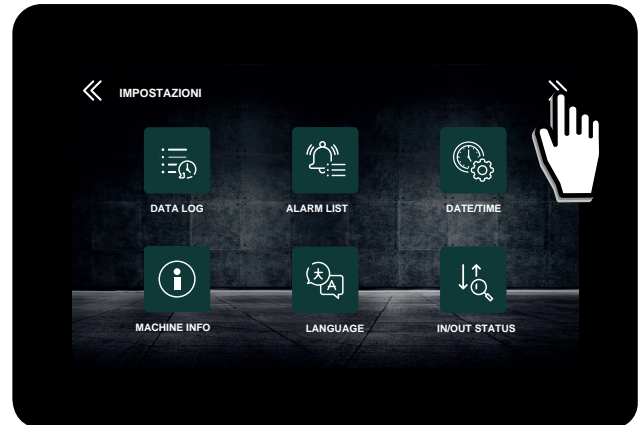 IMPOSTAZIONI
DATA LOG
ALARM LIST
DATE/TIME
MACHINE INFO
LANGUAGE
IN/OUT STATUS